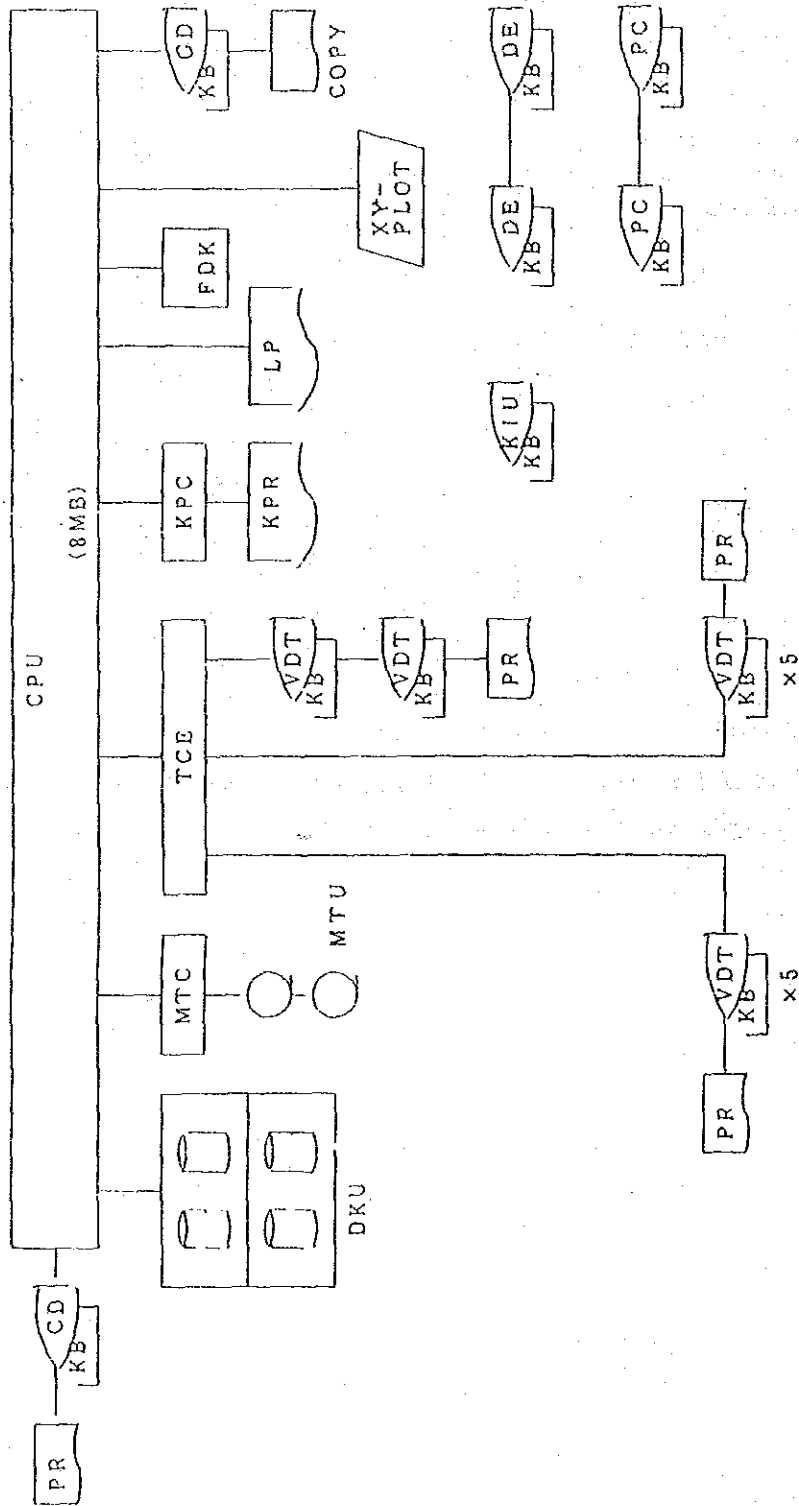 CPU
(8MB)
PR
CD
KB
DKU
MTC
MTU
TCE
VDT
KB
VDT
KB
PR
KPC
KPR
LP
FDK
XY-
PLOT
GD
KB
COPY
PR
VDT
KB
×5
VDT
KB
PR
×5
KIU
KB
DE
KB
DE
KB
PC
KB
PC
KB